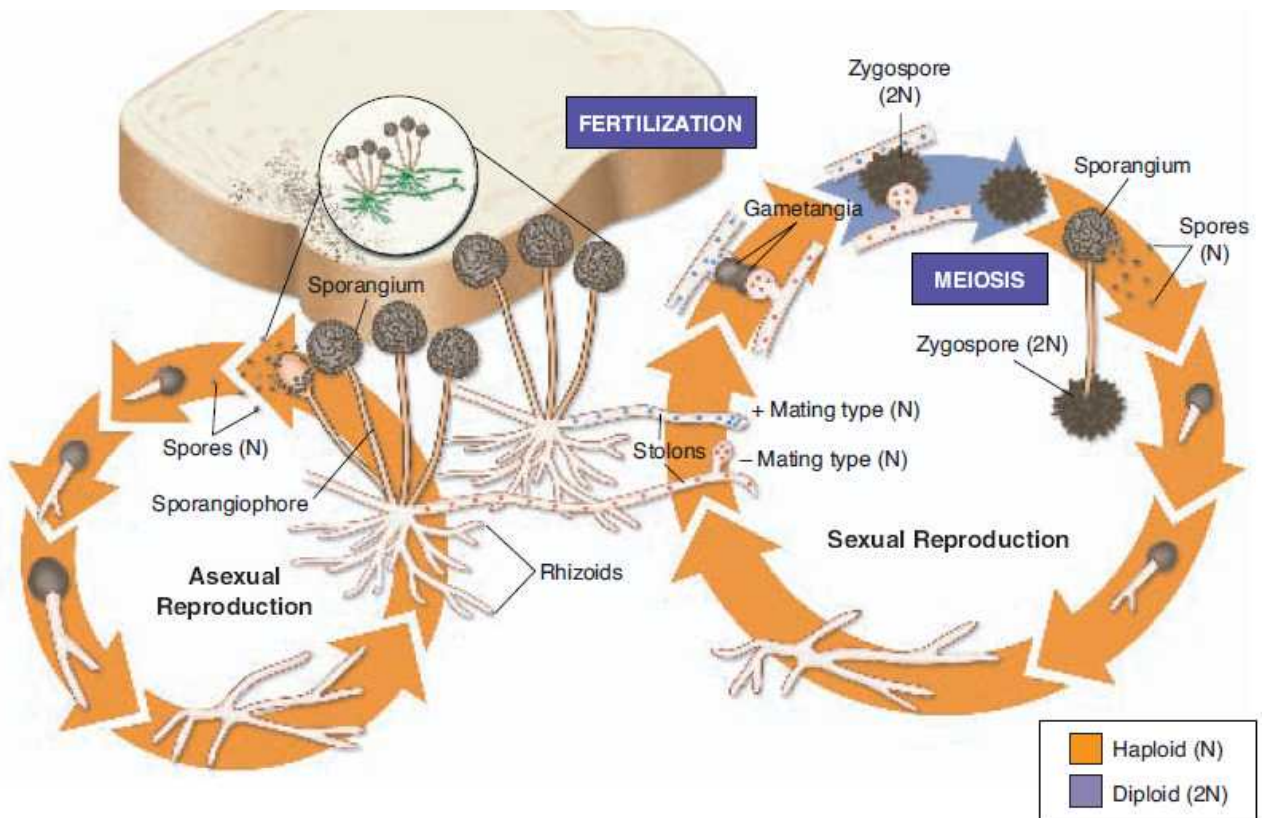 Zygospore
(2N)
FERTILIZATION
Sporangium
Gametangia
Spores
(N)
MEIOSIS
Sporangium
Zygospore (2N)
+ Mating type (N)
Spores (N)
Stolons
– Mating type (N)
Sporangiophore
Sexual Reproduction
Rhizoids
Asexual
Reproduction
Haploid (N)
Diploid (2N)